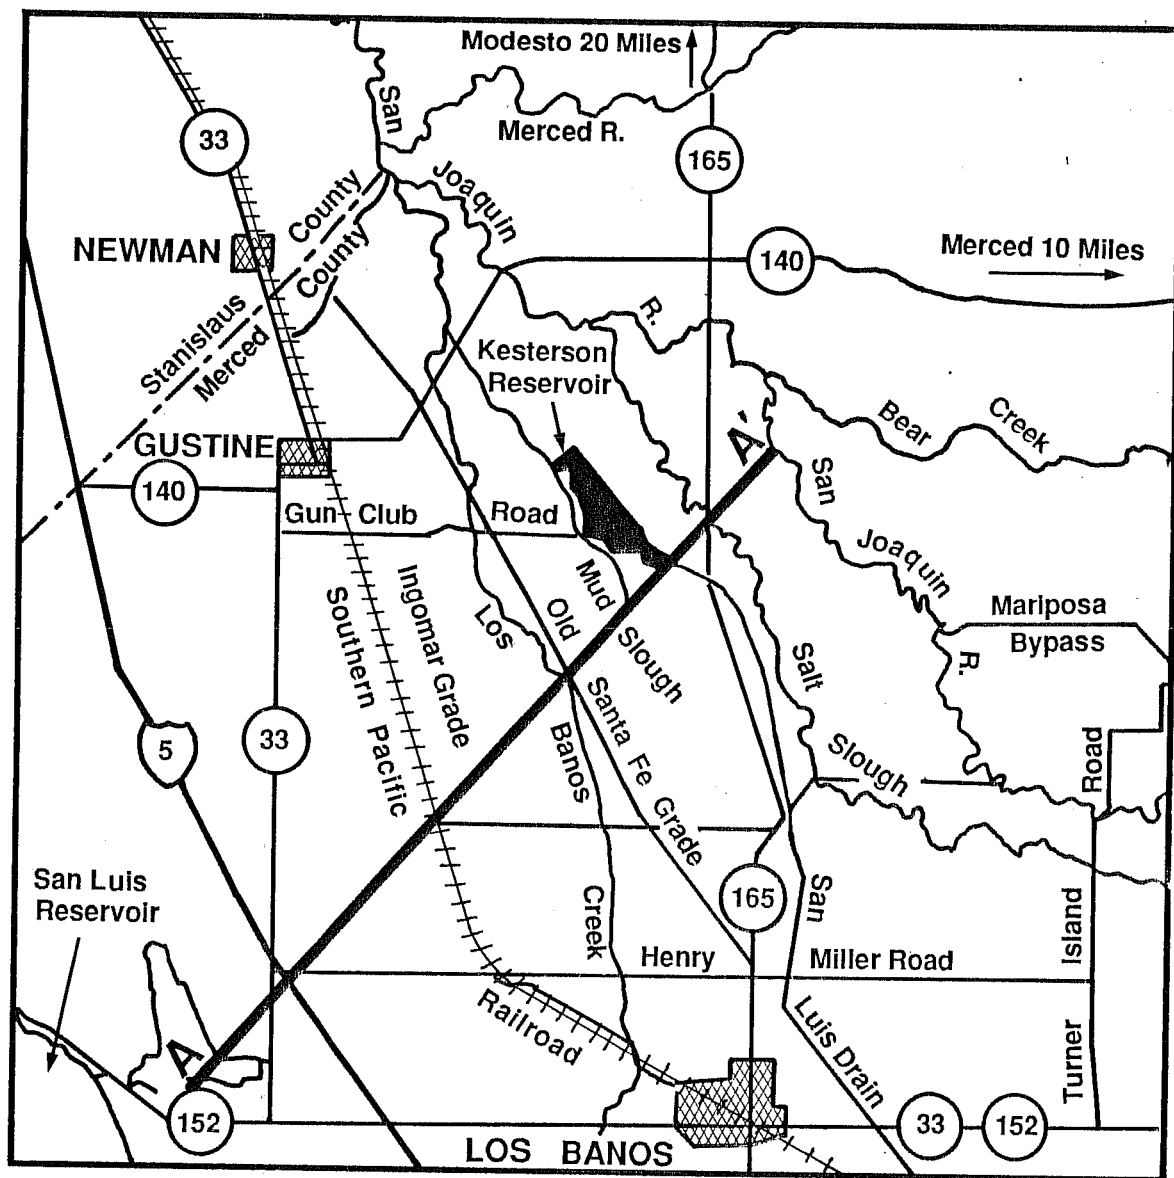 Modesto 20 Miles
San
Merced R.
33
165
Joaquin
County
County
NEWMAN
140
Merced 10 Miles
Stanislaus
Merced
R.
Kesterson
Reservoir
Bear
Creek
A'
GUSTINE
140
San
Gun Club Road
Joaquin
Ingomar Grade
Southern Pacific
Los
Old
Mud
Slough
Mariposa
Bypass
R.
Salt
Santa Fe Grade
Banos
5
33
Slough
Road
San Luis
Reservoir
165
San
Creek
Island
Henry
Miller Road
Railroad
Luis Drain
Turner
A
152
33
152
LOS BANOS